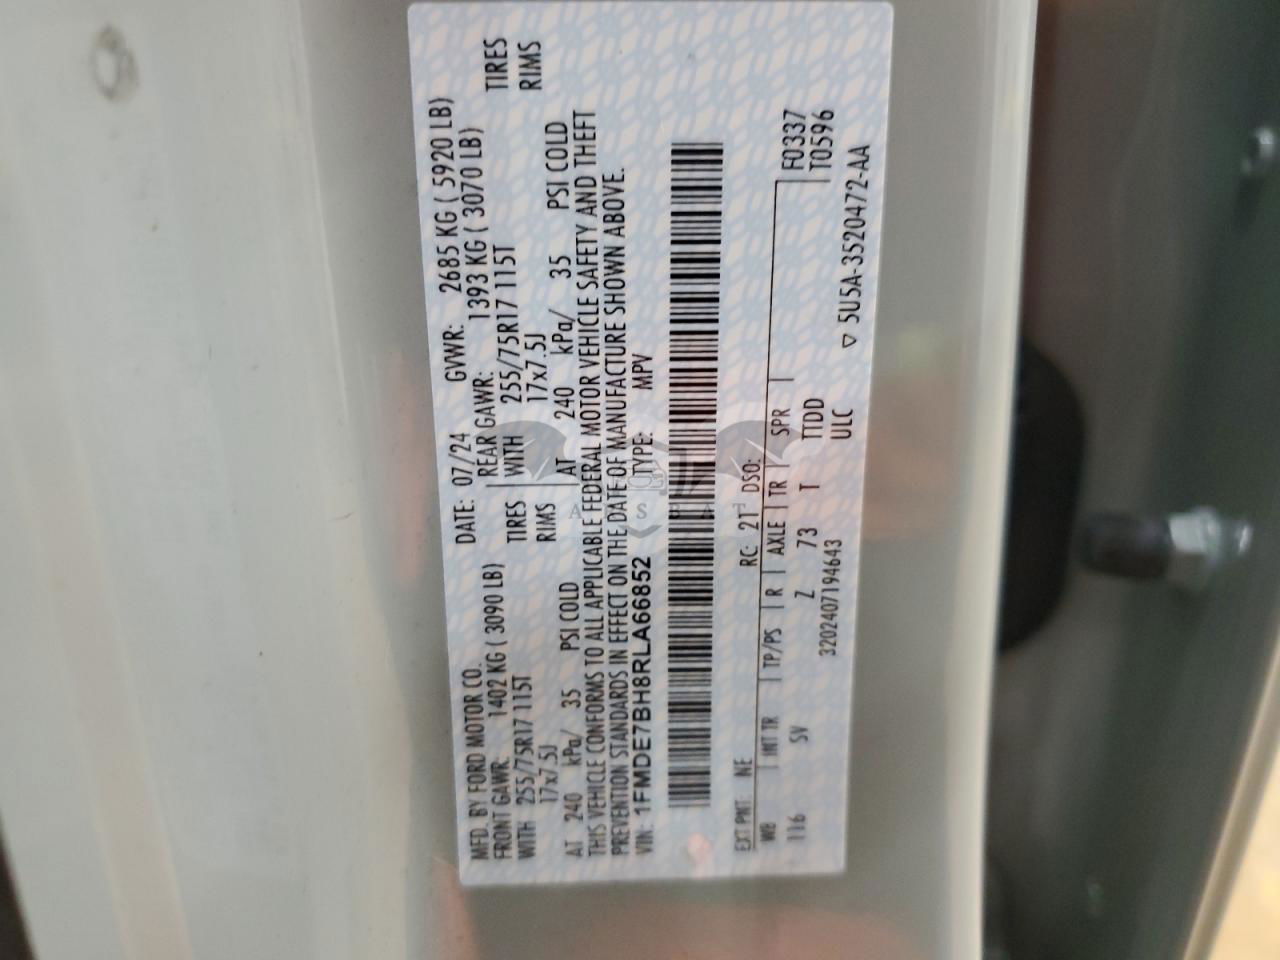 MFD. BY FORD MOTOR CO. DATE: 07/24 GVWR: 2685 KG ( 5920 LB)
FRONT GAWR: 1402 KG ( 3090 LB) REAR GAWR: 1393 KG ( 3070 LB)
WITH 255/75R17 115T TIRES WITH 255/75R17 115T TIRES
17x7.5J RIMS 17x7.5J RIMS
AT 240 kPa/ 35 PSI COLD AT 240 kPa/ 35 PSI COLD
THIS VEHICLE CONFORMS TO ALL APPLICABLE FEDERAL MOTOR VEHICLE SAFETY AND THEFT
PREVENTION STANDARDS IN EFFECT ON THE DATE OF MANUFACTURE SHOWN ABOVE.
VIN: 1FMDE7BH8RLA66852 TYPE: MPV
EXT PNT: NE RC: 21 DSO:
WB INT TR TP/PS R AXLE TR SPR F0337
116 SV Z 73 T TTDD T0596
3202407194643 ULC
▽ 5U5A-3520472-AA